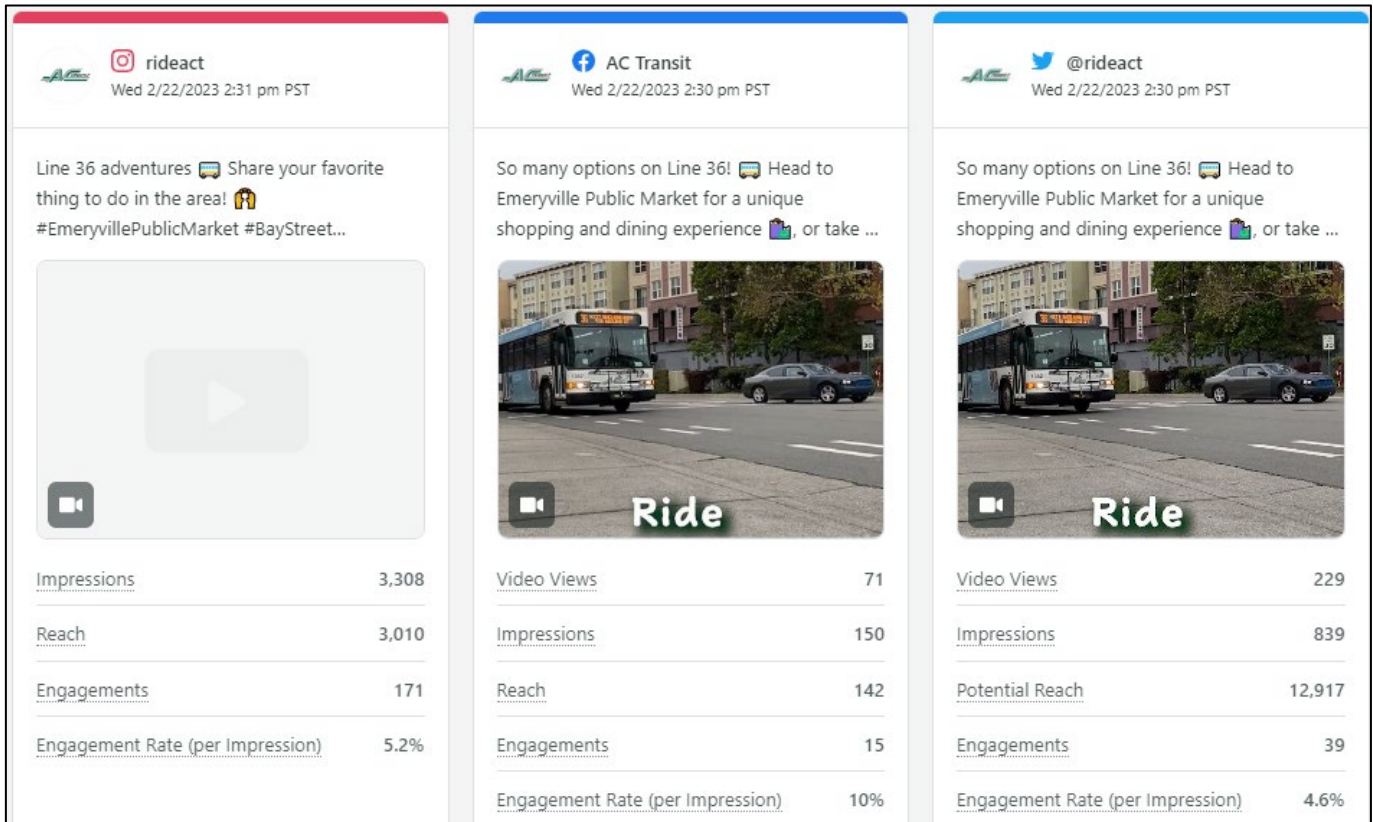 rideact
Wed 2/22/2023 2:31 pm PST
Line 36 adventures 🚌 Share your favorite
thing to do in the area! 🙌
#EmeryvillePublicMarket #BayStreet...
Impressions 3,308
Reach 3,010
Engagements 171
Engagement Rate (per Impression) 5.2%
AC Transit
Wed 2/22/2023 2:30 pm PST
So many options on Line 36! 🚌 Head to
Emeryville Public Market for a unique
shopping and dining experience 🛍️, or take ...
Ride
Video Views 71
Impressions 150
Reach 142
Engagements 15
Engagement Rate (per Impression) 10%
@rideact
Wed 2/22/2023 2:30 pm PST
So many options on Line 36! 🚌 Head to
Emeryville Public Market for a unique
shopping and dining experience 🛍️, or take ...
Ride
Video Views 229
Impressions 839
Potential Reach 12,917
Engagements 39
Engagement Rate (per Impression) 4.6%